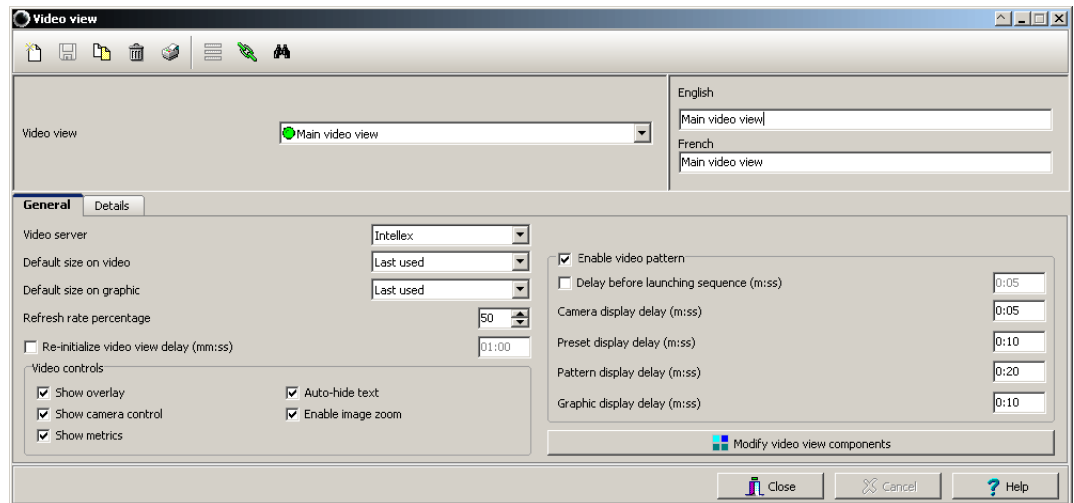 Video view
English
Main video view
Video view
Main video view
French
Main video view
General
Details
Video server
Intellex
Default size on video
Last used
Default size on graphic
Last used
Refresh rate percentage
50
Re-initialize video view delay (mm:ss)
01:00
Video controls
Show overlay
Auto-hide text
Show camera control
Enable image zoom
Show metrics
Enable video pattern
Delay before launching sequence (m:ss)
0:05
Camera display delay (m:ss)
0:05
Preset display delay (m:ss)
0:10
Pattern display delay (m:ss)
0:20
Graphic display delay (m:ss)
0:10
Modify video view components
Close
Cancel
Help